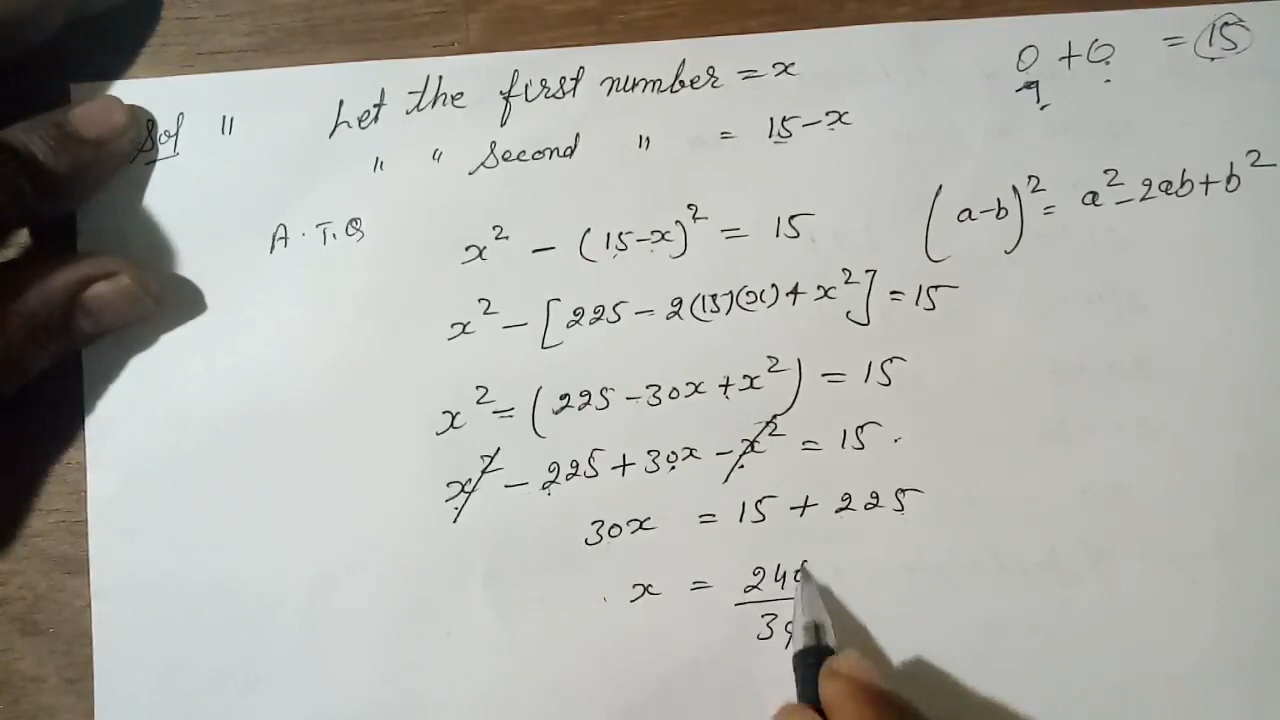 Sol " Let the first number = x
" " Second " = 15-x
0 + 0 = 15
9
A.T.Q x² - (15-x)² = 15
(a-b)² = a² - 2ab + b²
x² - [225 - 2(15)(x) + x²] = 15
x² = (225 - 30x + x²) = 15
x² - 225 + 30x - x² = 15
30x = 15 + 225
x = 240/30